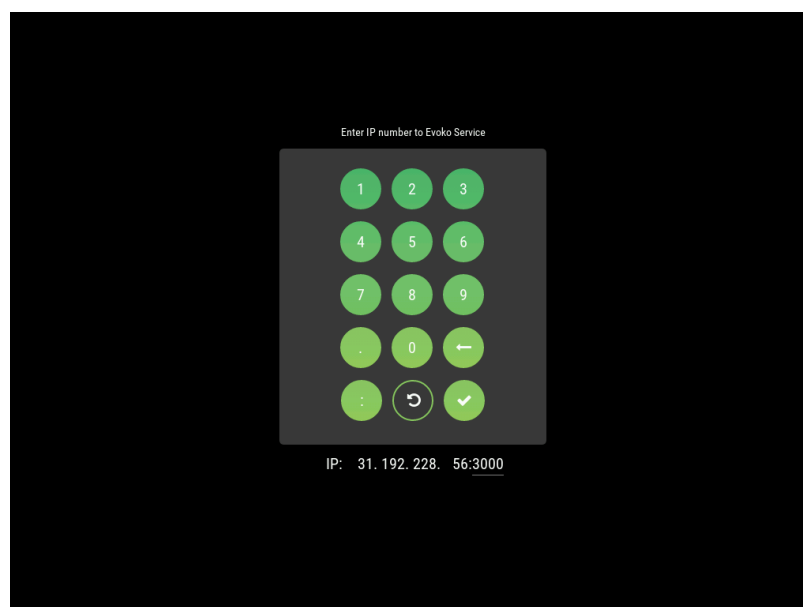 Enter IP number to Evoko Service
1 2 3
4 5 6
7 8 9
. 0
:
IP: 31. 192. 228. 56:3000